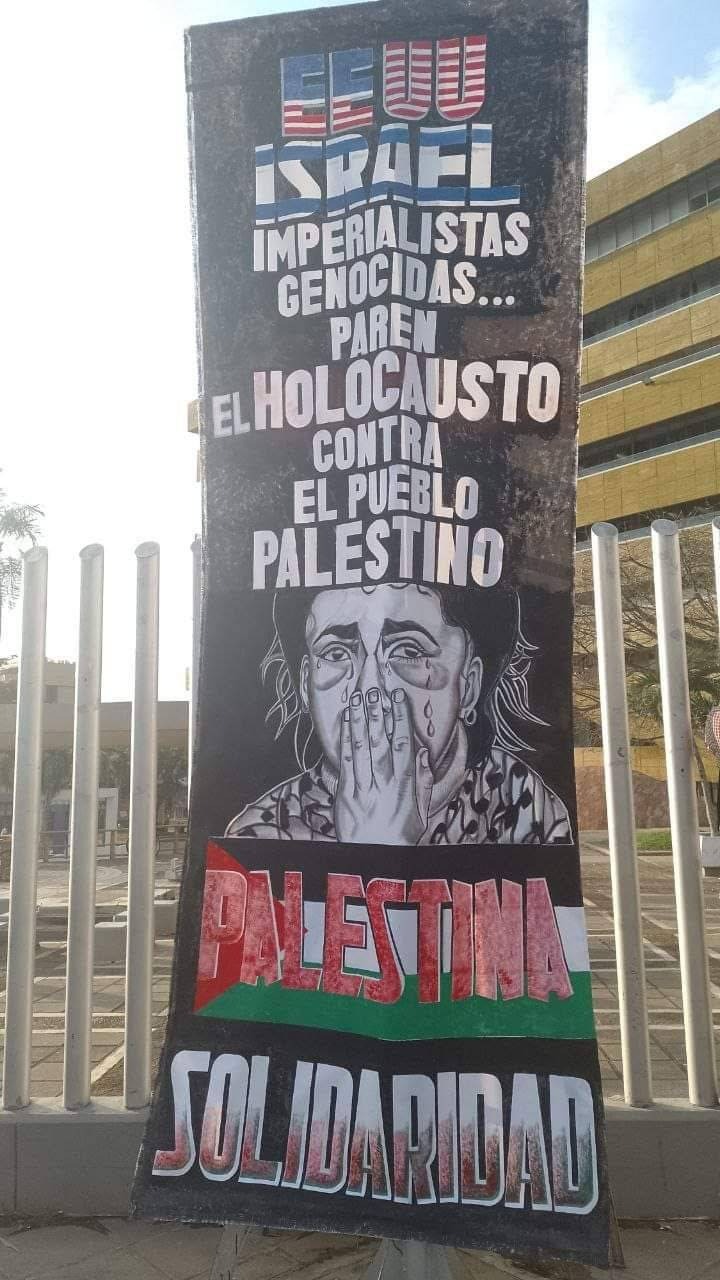 EEUU
ISRAEL
IMPERIALISTAS
GENOCIDAS...
PAREN
EL HOLOCAUSTO
CONTRA
EL PUEBLO
PALESTINO
PALESTINA
SOLIDARIDAD